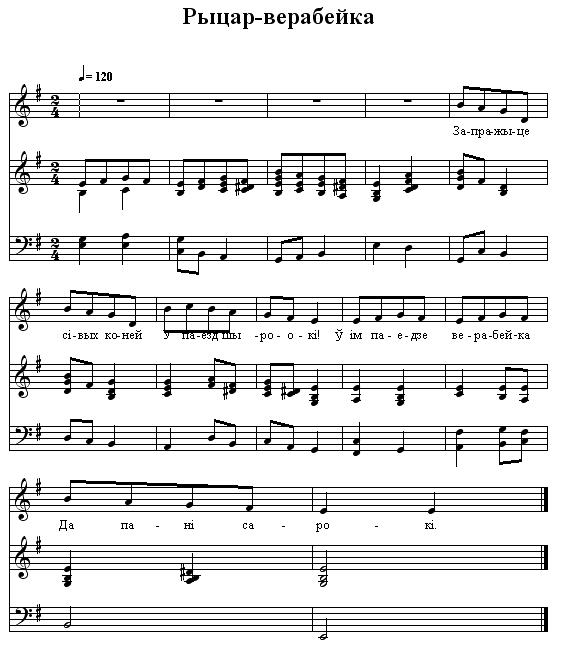 Рыцар-верабейка
= 120
За-пра-жы-це
сі-вых ко-ней У па-езд шы -ро - о - кі! ў ім па-е-дзе ве-ра-бей-ка
Да па - ні са - ро - кі.